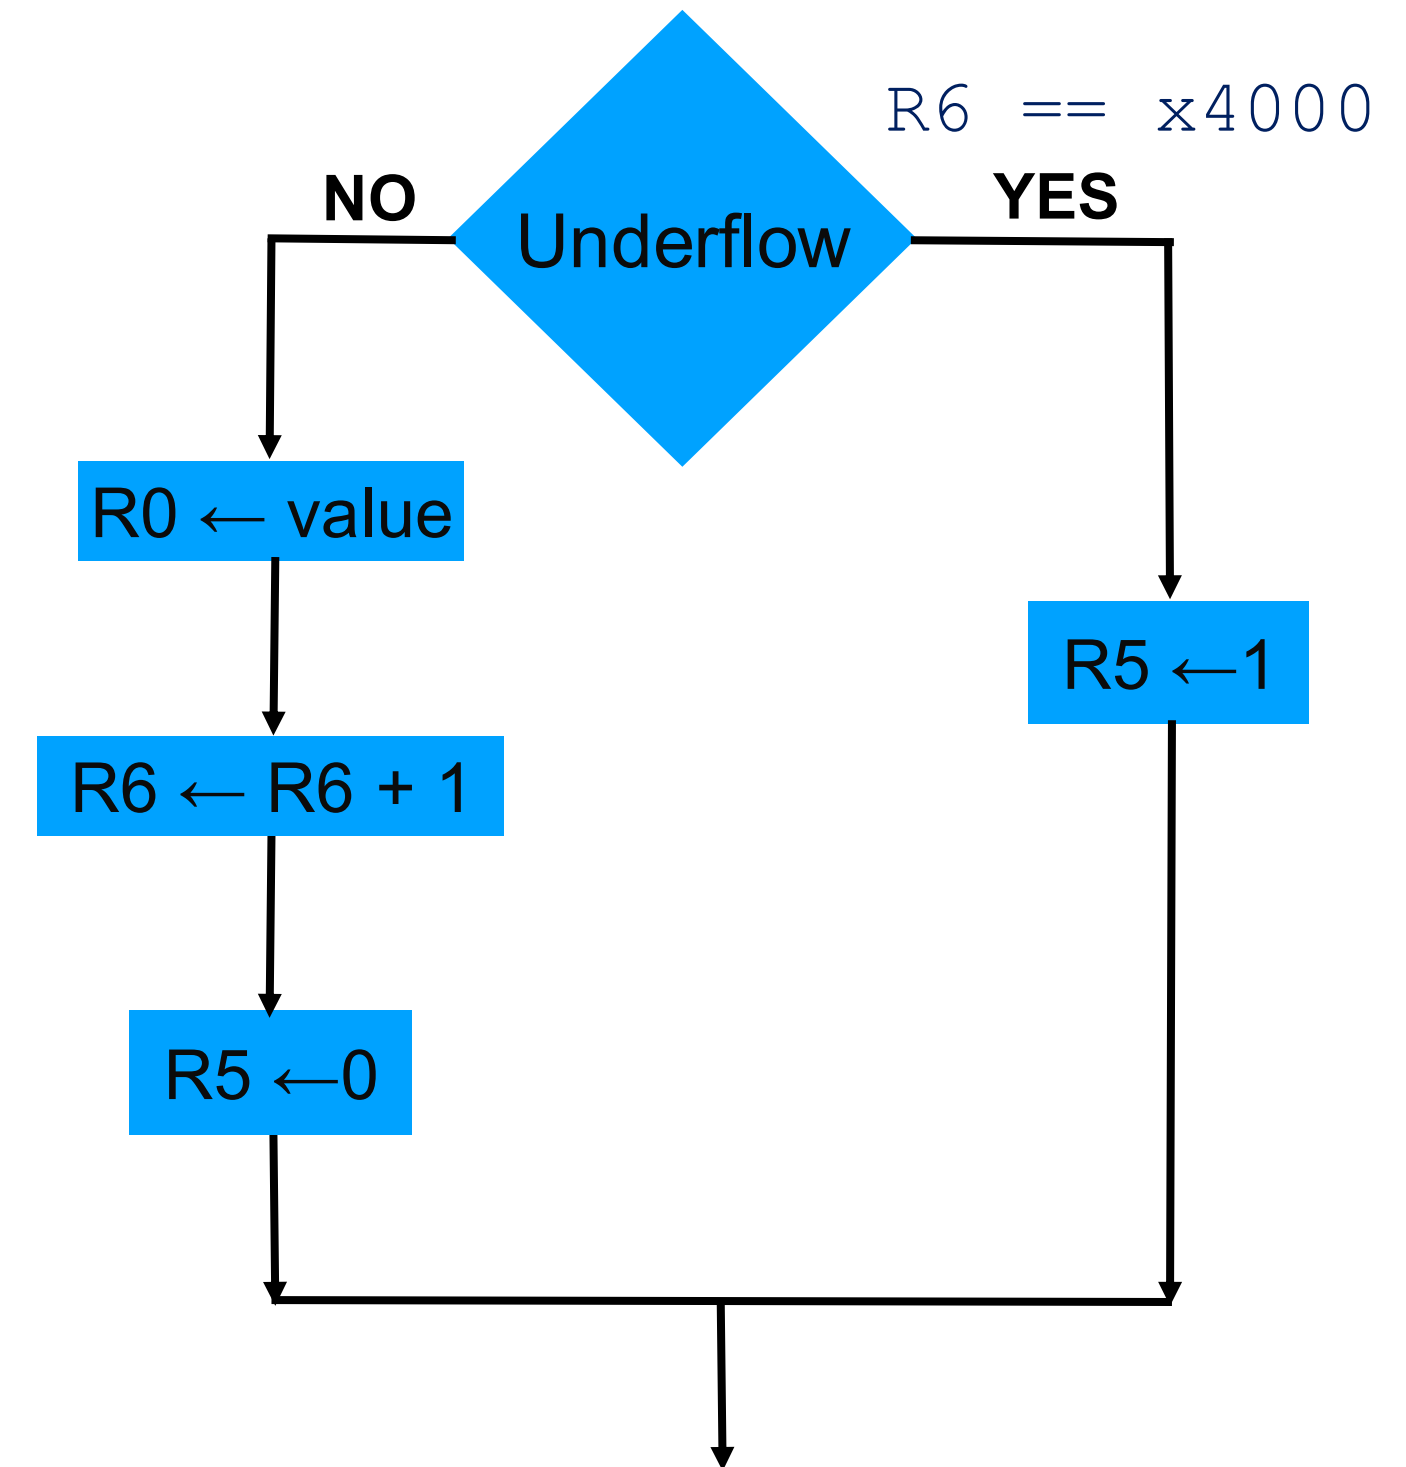 R6 == x4000
NO
YES
Underflow
R0 ← value
R5 ←1
R6 ← R6 + 1
R5 ←0